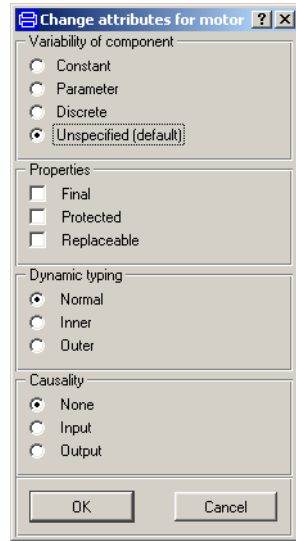 Change attributes for motor
Variability of component
Constant
Parameter
Discrete
Unspecified (default)
Properties
Final
Protected
Replaceable
Dynamic typing
Normal
Inner
Outer
Causality
None
Input
Output
OK Cancel